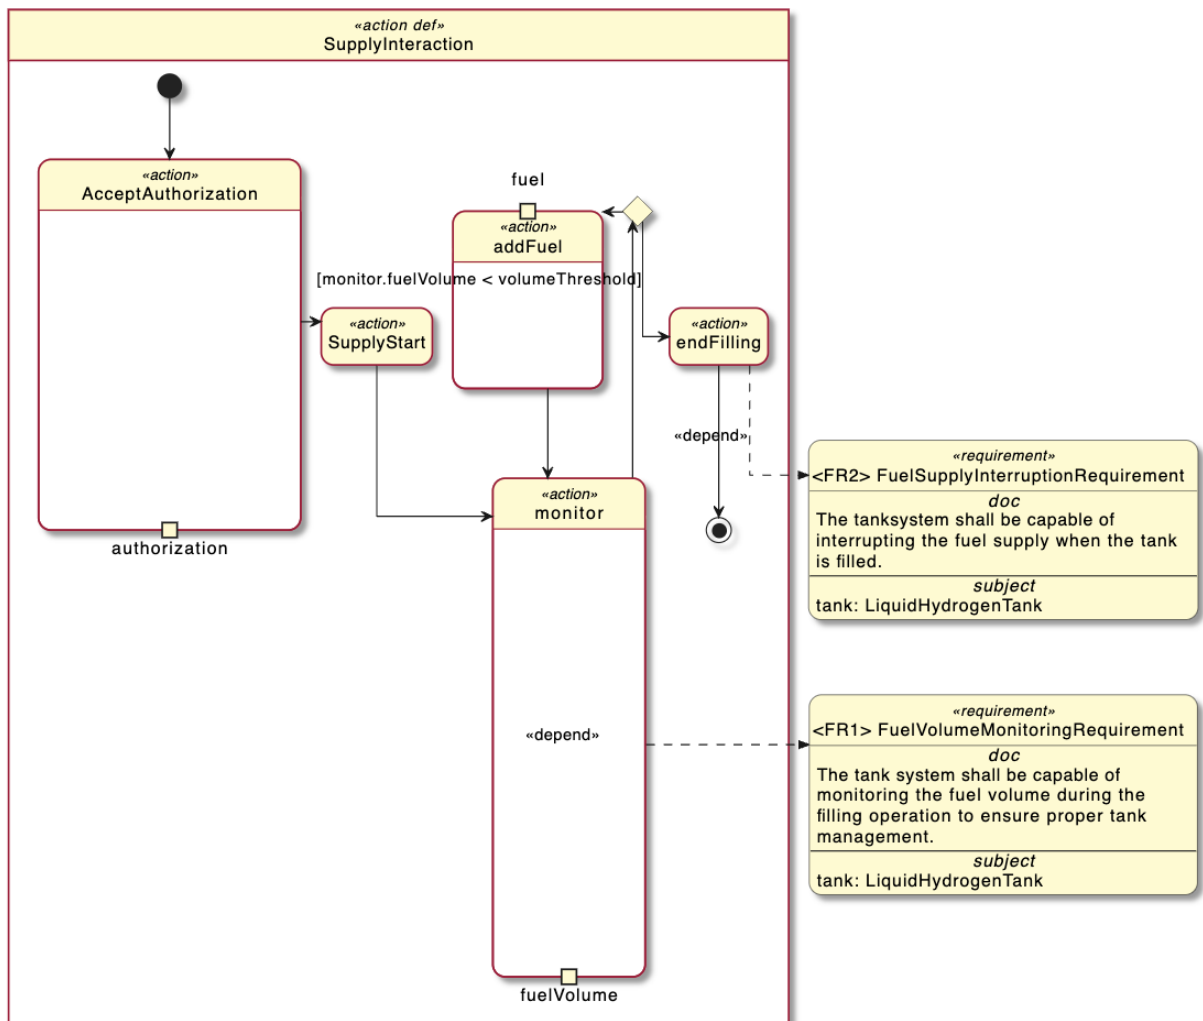 «action def»
SupplyInteraction
«action»
AcceptAuthorization
authorization
fuel
«action»
addFuel
[monitor.fuelVolume < volumeThreshold]
«action»
SupplyStart
«action»
endFilling
«depend»
«action»
monitor
«depend»
fuelVolume
«requirement»
<FR2> FuelSupplyInterruptionRequirement
doc
The tanksystem shall be capable of
interrupting the fuel supply when the tank
is filled.
subject
tank: LiquidHydrogenTank
«requirement»
<FR1> FuelVolumeMonitoringRequirement
doc
The tank system shall be capable of
monitoring the fuel volume during the
filling operation to ensure proper tank
management.
subject
tank: LiquidHydrogenTank